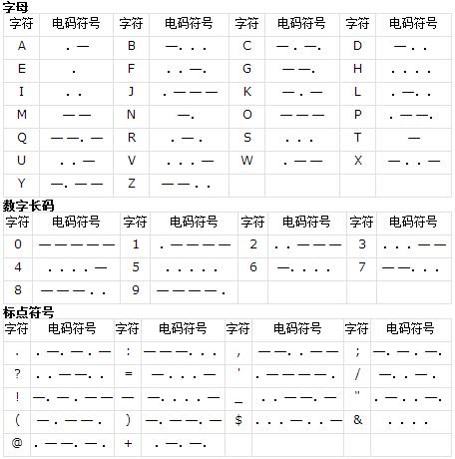 字母
字符 电码符号 字符 电码符号 字符 电码符号 字符 电码符号
A . — B —. . . C —. —. D —. .
E . F . . —. G ——. H . . . .
I . . J . ——— K —. — L . —. .
M —— N —. O ——— P . ——.
Q ——. — R . —. S . . . T —
U . . — V . . . — W . —— X —. . —
Y —. —— Z ——. .
数字长码
字符 电码符号 字符 电码符号 字符 电码符号 字符 电码符号
0 ————— 1 . ———— 2 . . ——— 3 . . . ——
4 . . . . — 5 . . . . . 6 —. . . . 7 ——. . .
8 ———. . 9 ————.
标点符号
字符 电码符号 字符 电码符号 字符 电码符号 字符 电码符号
. . —. —. — : ———. . . , ——. . —— ; —. —. —.
? . . ——. . = —. . . — ' . ————. / —. . —.
! —. —. —— — —. . . . — _ . . ——. — " . —. . —.
( —. ——. ) —. ——. — $ . . . —. . — & . . . .
@ . ——. —. + . —. —.